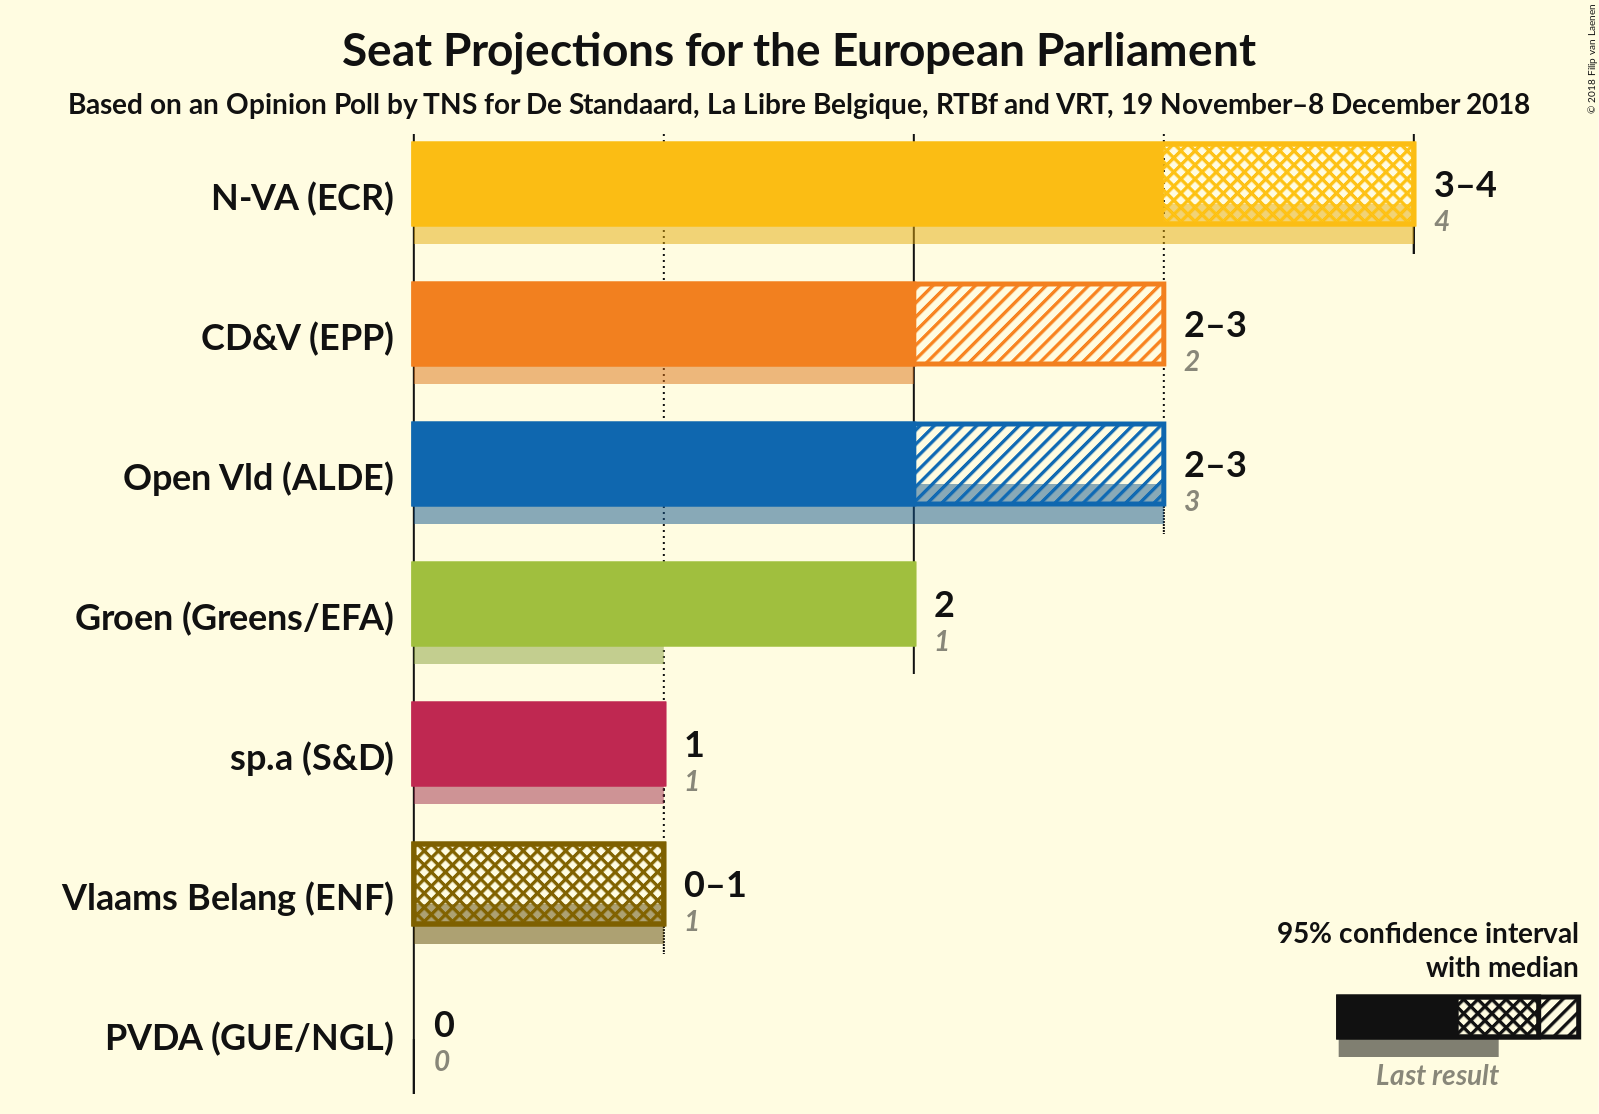 Seat Projections for the European Parliament
Based on an Opinion Poll by TNS for De Standaard, La Libre Belgique, RTBf and VRT, 19 November–8 December 2018
© 2018 Filip van Laenen
N-VA (ECR)
3–4
4
CD&V (EPP)
2–3
2
Open Vld (ALDE)
2–3
3
Groen (Greens/EFA)
2
1
sp.a (S&D)
1
1
Vlaams Belang (ENF)
0–1
1
PVDA (GUE/NGL)
0
0
95% confidence interval
with median
Last result